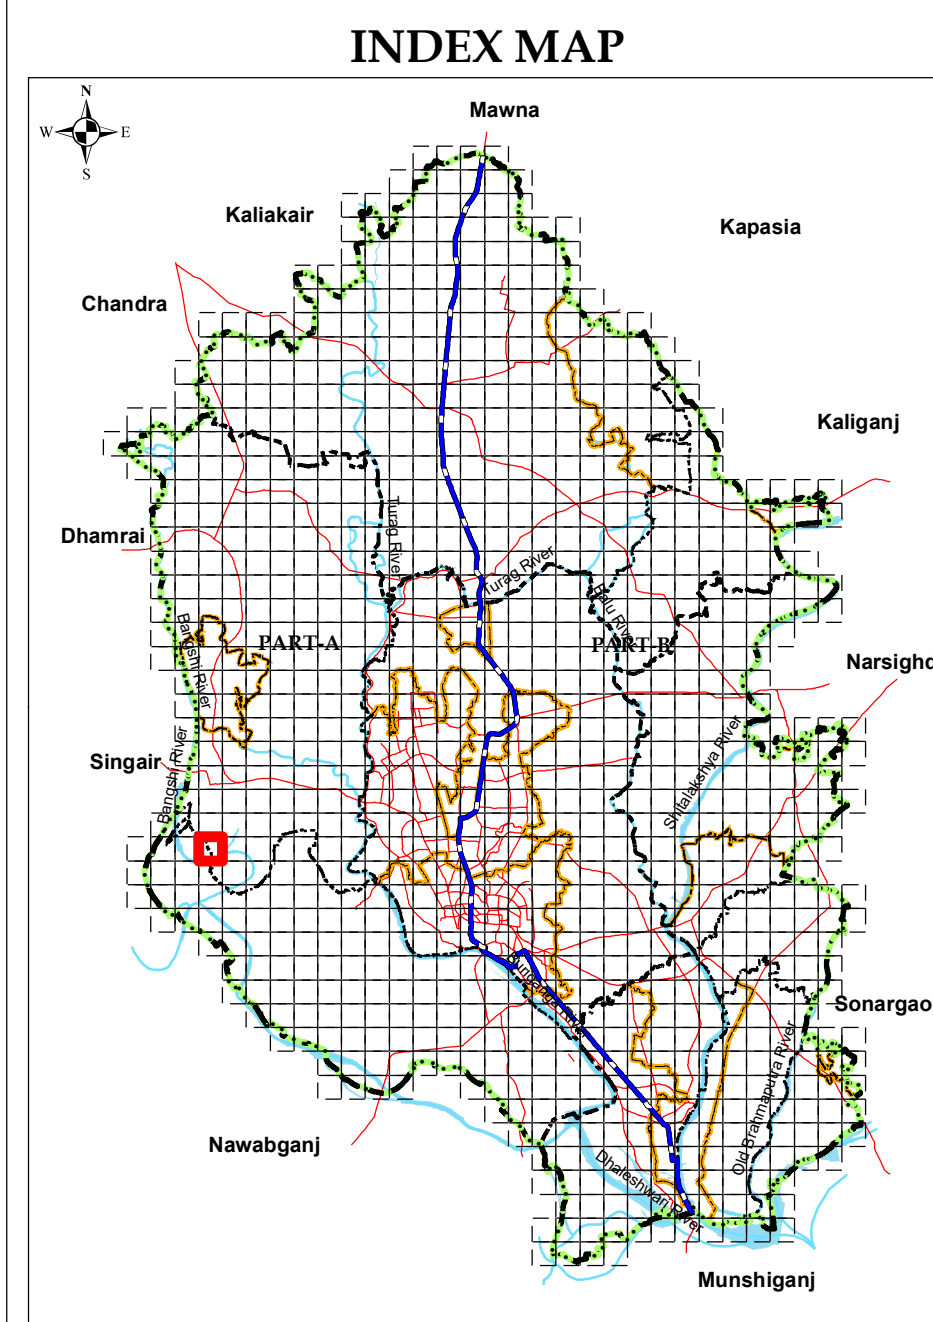 INDEX MAP
N
W E
S
Mawna
Kaliakair
Kapasia
Chandra
Kaliganj
Dhamrai
Turag River
Turag River
Balu River
Bangshi River
PART-A
PART-B
Narsighd
Singair
Bangshi River
Shitalakshya River
Buriganga River
Sonargao
Old Brahmaputra River
Nawabganj
Dhaleshwari River
Munshiganj